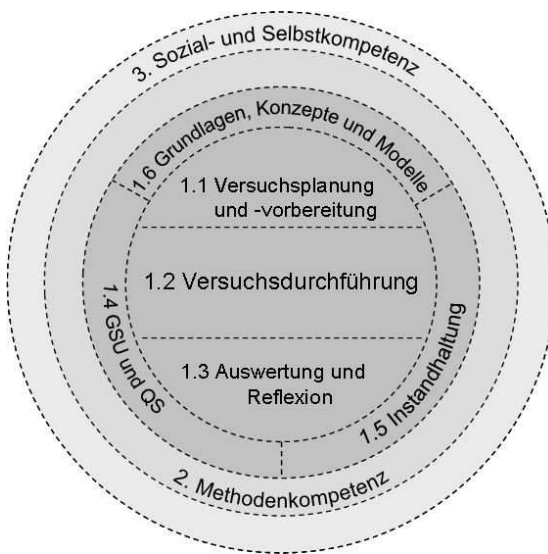 3. Sozial- und Selbstkompetenz
1.6 Grundlagen, Konzepte und Modelle
1.1 Versuchsplanung
und -vorbereitung
1.2 Versuchsdurchführung
1.3 Auswertung und
Reflexion
1.4 GSU und QS
1.5 Instandhaltung
2. Methodenkompetenz